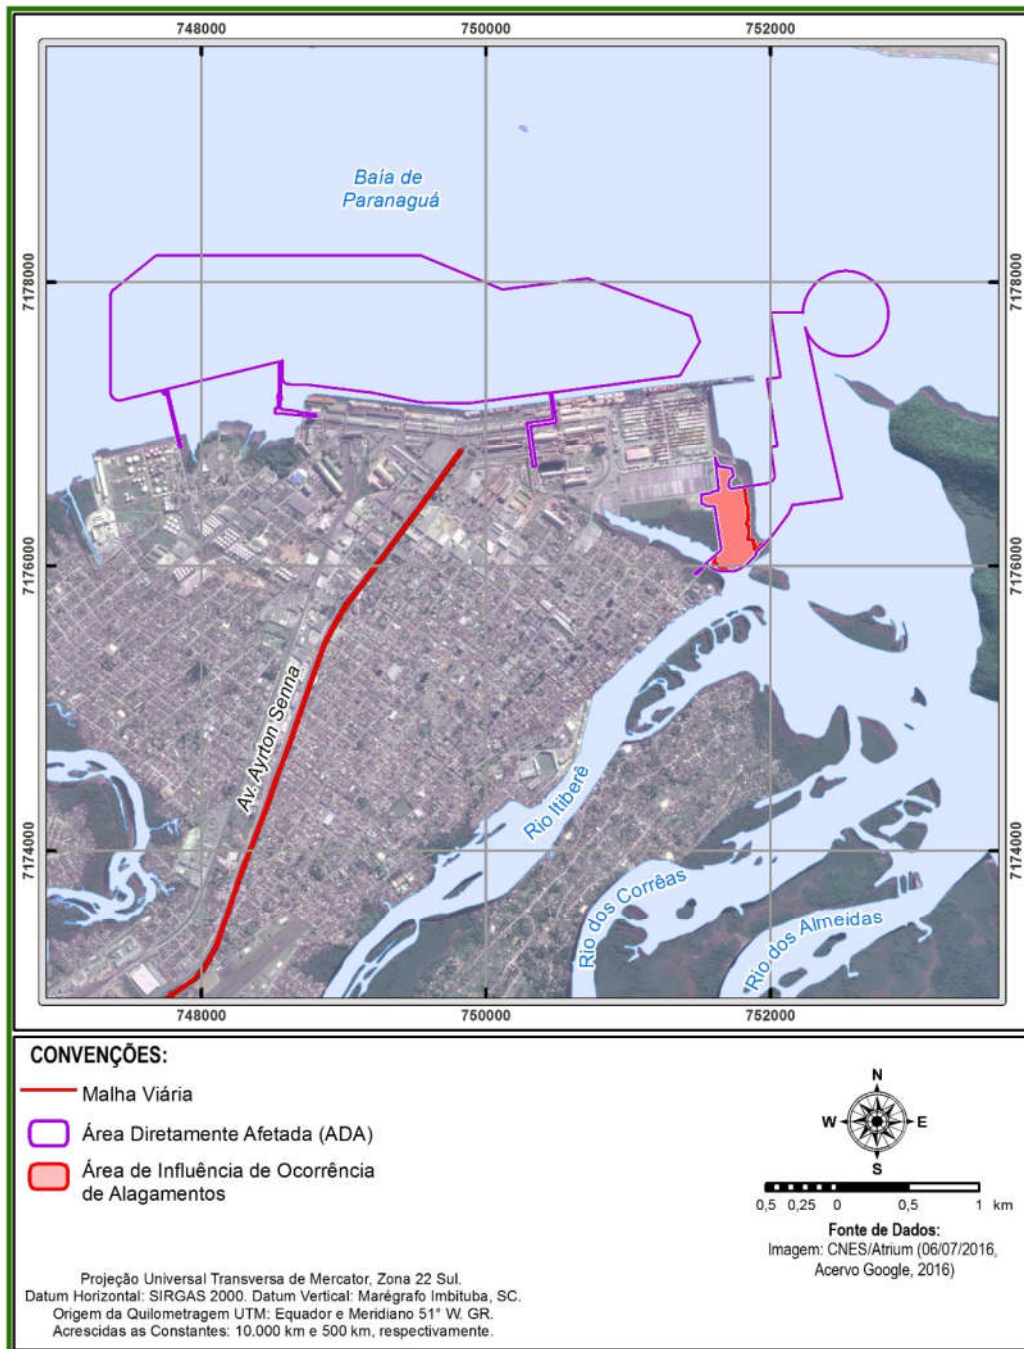 748000 750000 752000
Baía de
Paranaguá
7178000 7178000
7176000 7176000
Av. Ayrton Senna
Rio Itiberê
7174000 7174000
Rio dos Corrêas
Rio dos Almeidas
748000 750000 752000
CONVENÇÕES:
Malha Viária
Área Diretamente Afetada (ADA)
Área de Influência de Ocorrência
de Alagamentos
N
W E
S
0,5 0,25 0 0,5 1 km
Fonte de Dados:
Imagem: CNES/Atrium (06/07/2016,
Acervo Google, 2016)
Projeção Universal Transversa de Mercator, Zona 22 Sul.
Datum Horizontal: SIRGAS 2000. Datum Vertical: Marégrafo Imbituba, SC.
Origem da Quilometragem UTM: Equador e Meridiano 51° W. GR.
Acrescidas as Constantes: 10.000 km e 500 km, respectivamente.